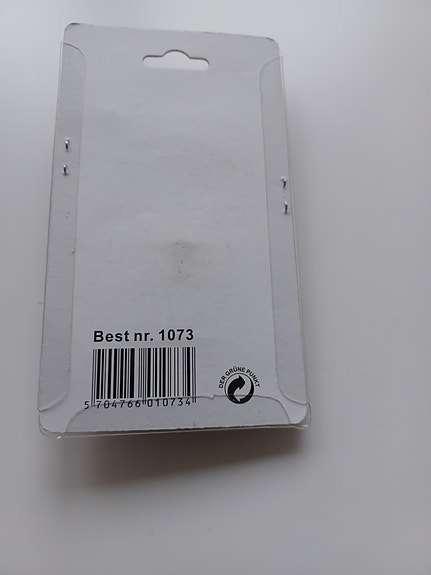 Best nr. 1073
DER GRÜNE PUNKT
5 704766 010734